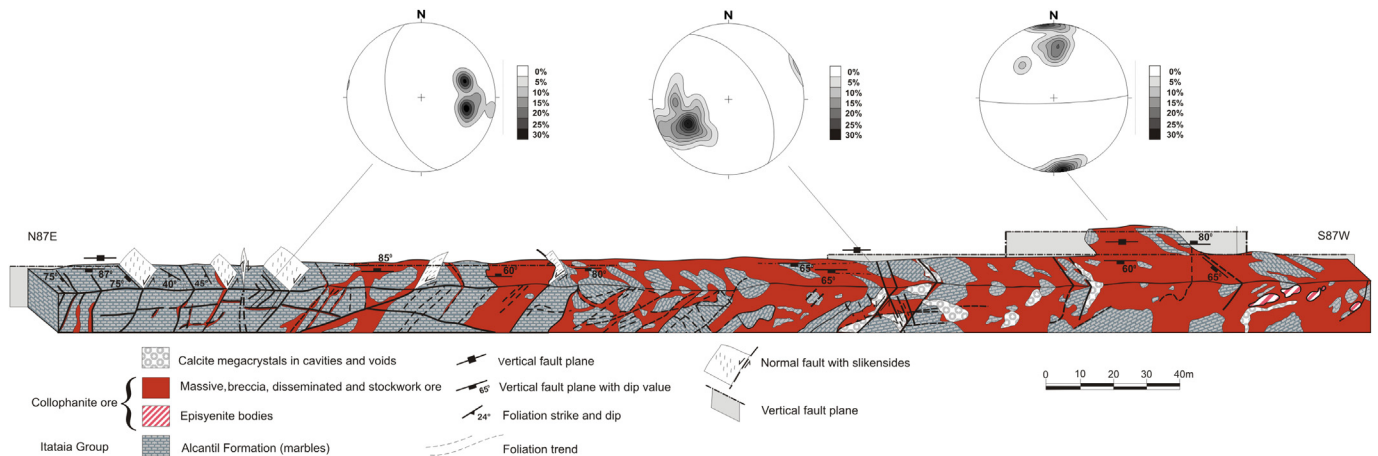 N
N
N
0%
5%
10%
15%
20%
25%
30%
0%
5%
10%
15%
20%
25%
30%
0%
5%
10%
15%
20%
25%
30%
N87E
S87W
75°
87°
75°
40°
45°
85°
60°
80°
65°
65°
80°
60°
65°
Calcite megacrystals in cavities and voids
Massive, breccia, disseminated and stockwork ore
Collophanite ore
Episyenite bodies
Itataia Group
Alcantil Formation (marbles)
Vertical fault plane
65°
Vertical fault plane with dip value
24°
Foliation strike and dip
Foliation trend
Normal fault with slikensides
Vertical fault plane
0 10 20 30 40m